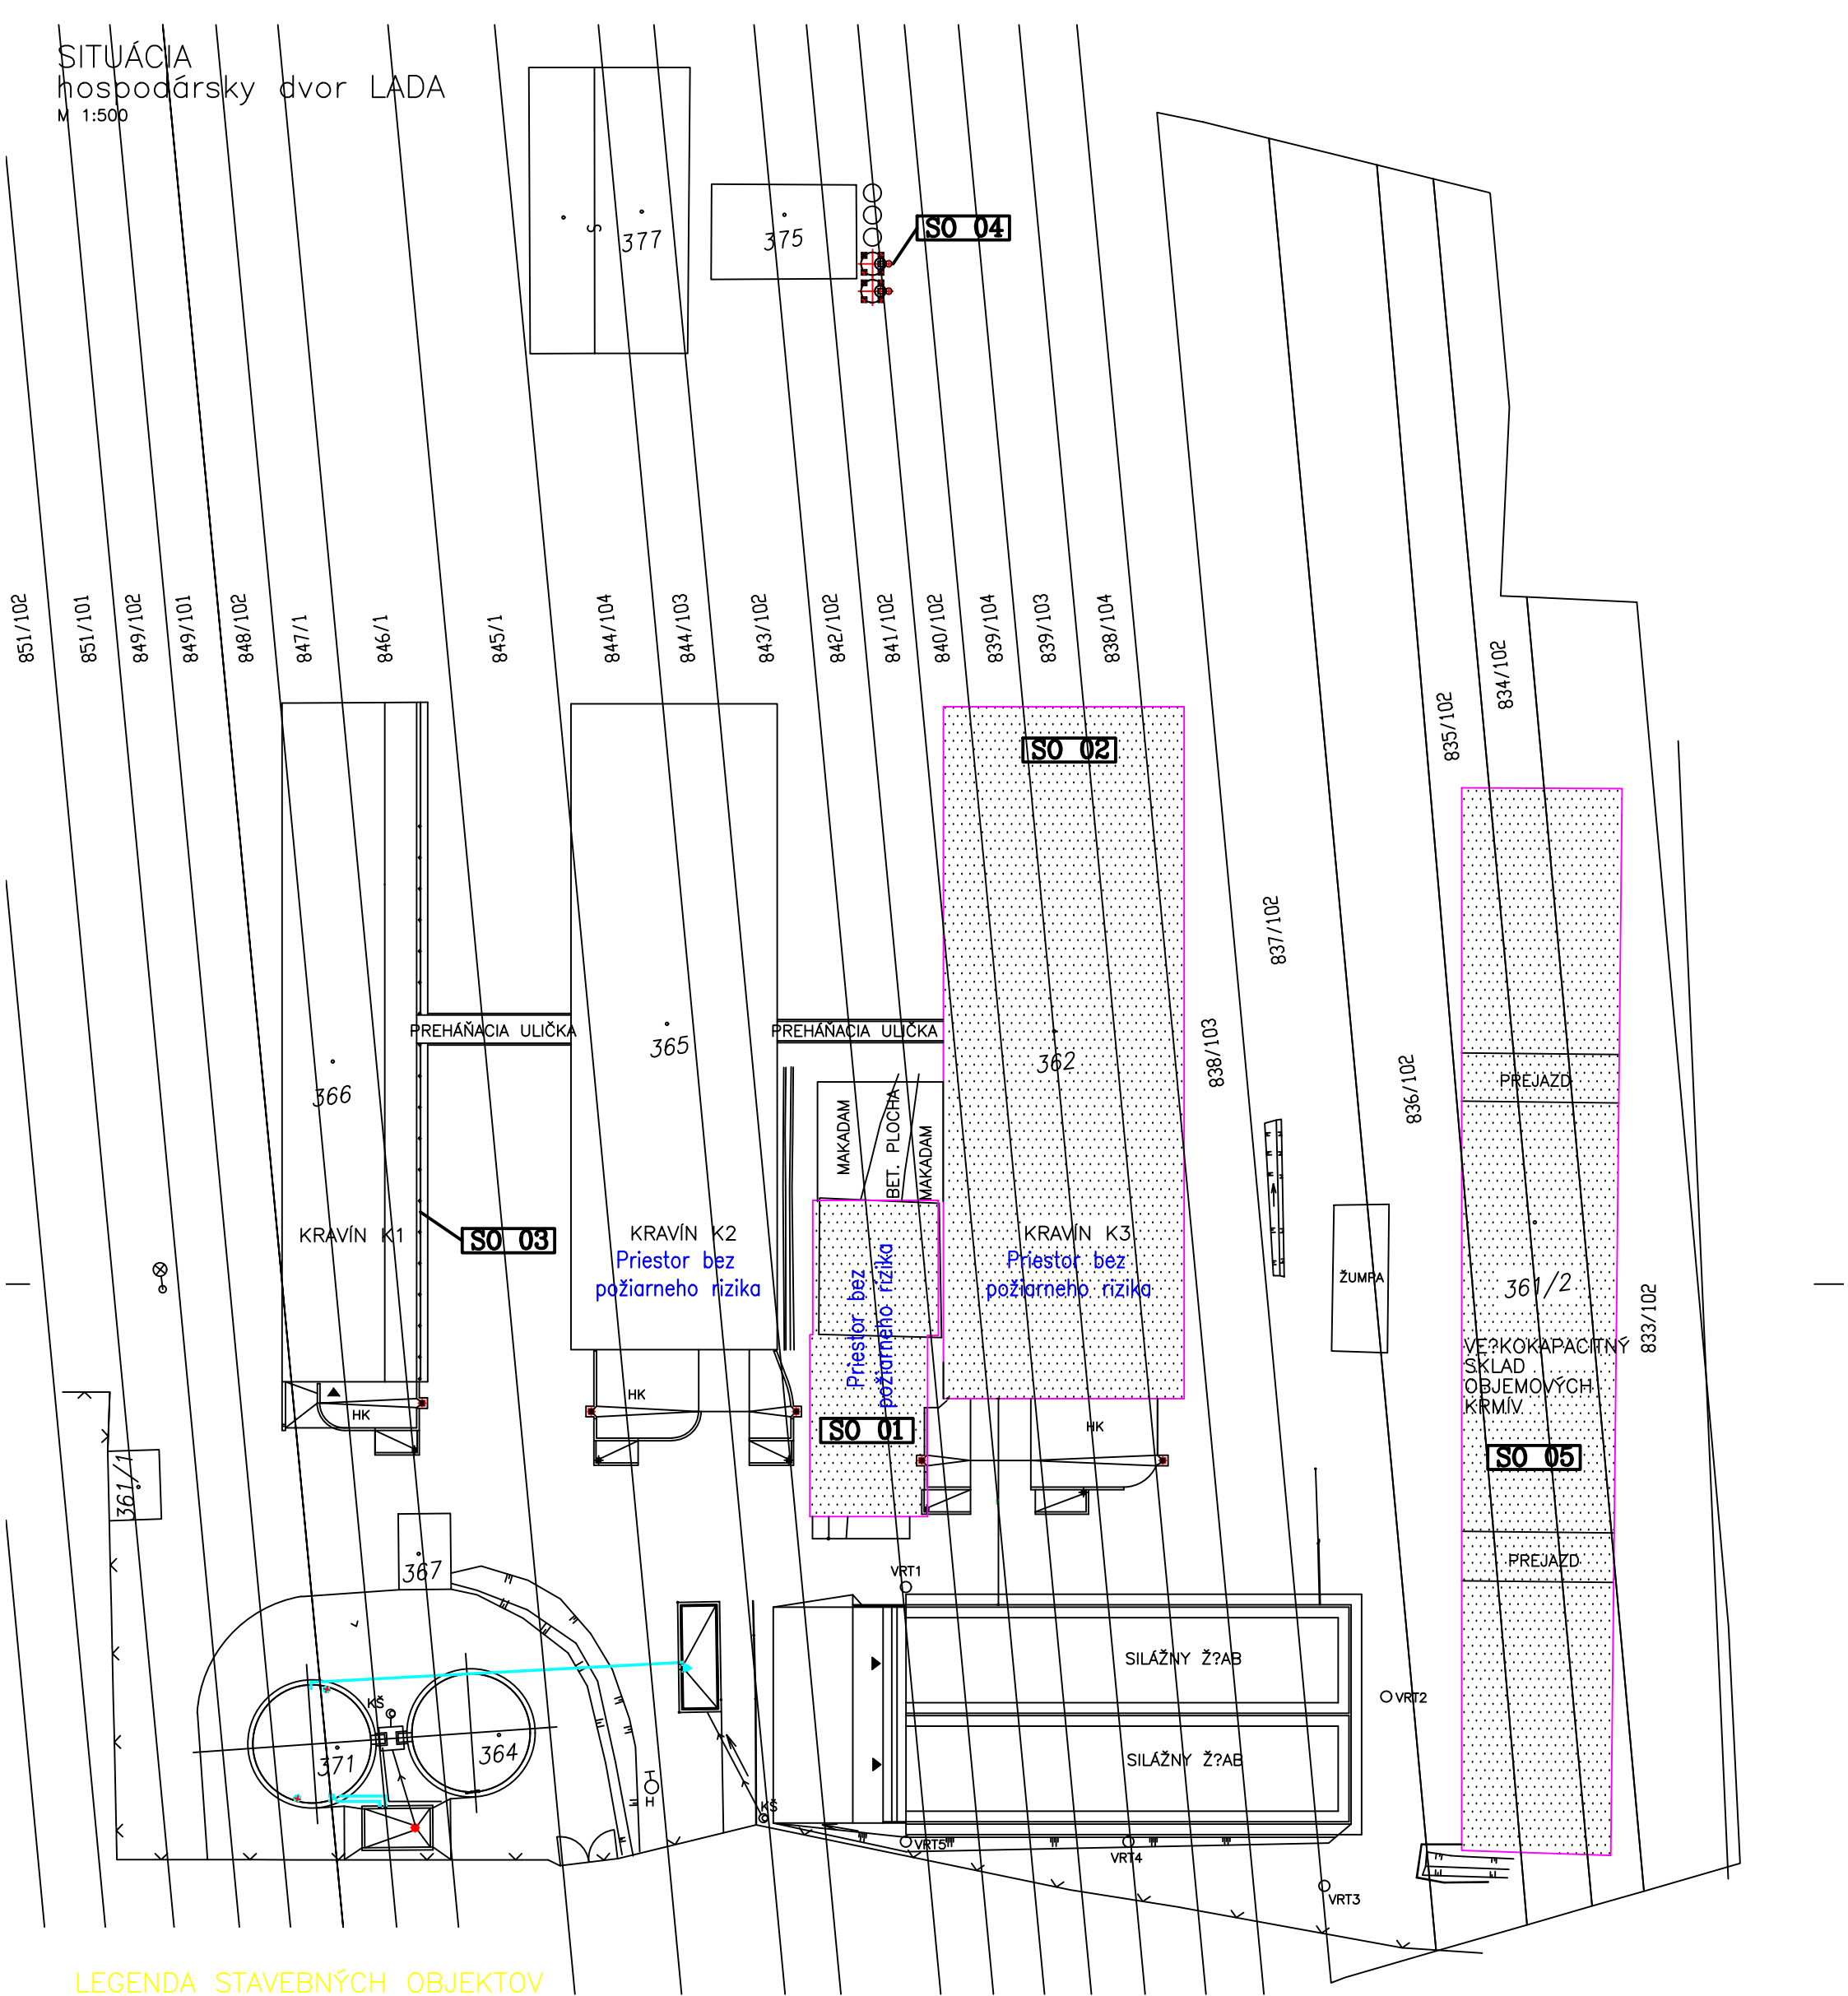 SITUÁCIA
hospodársky dvor LADA
M 1:500
S
377
375
SO 04
851/102
851/101
849/102
849/101
848/102
847/1
846/1
845/1
844/104
844/103
843/102
842/102
841/102
840/102
839/104
839/103
838/104
834/102
835/102
SO 02
837/102
838/103
836/102
833/102
PREHÁŇACIA ULIČKA
PREHÁŇACIA ULIČKA
365
362
366
PREJAZD
MAKADAM
BET. PLOCHA
MAKADAM
KRAVÍN K1
SO 03
KRAVÍN K2
Priestor bez
požiarneho rizika
Priestor bez
požiarneho rizika
KRAVÍN K3
Priestor bez
požiarneho rizika
ŽUMPA
361/2
VE?KOKAPACITNÝ
SKLAD
OBJEMOVÝCH
KRMÍV
HK
HK
HK
SO 01
SO 05
361/1
367
PREJAZD
VRT1
SILÁŽNY Ž?AB
VRT2
KŠ
371
364
SILÁŽNY Ž?AB
H
KŠ
VRT5
VRT4
VRT3
LEGENDA STAVEBNÝCH OBJEKTOV